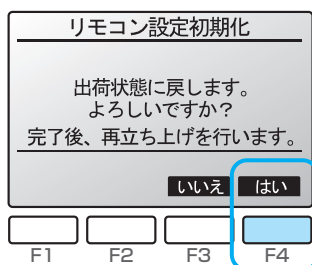 リモコン設定初期化
出荷状態に戻します。
よろしいですか？
完了後、再立ち上げを行います。
いいえ はい
F1 F2 F3 F4